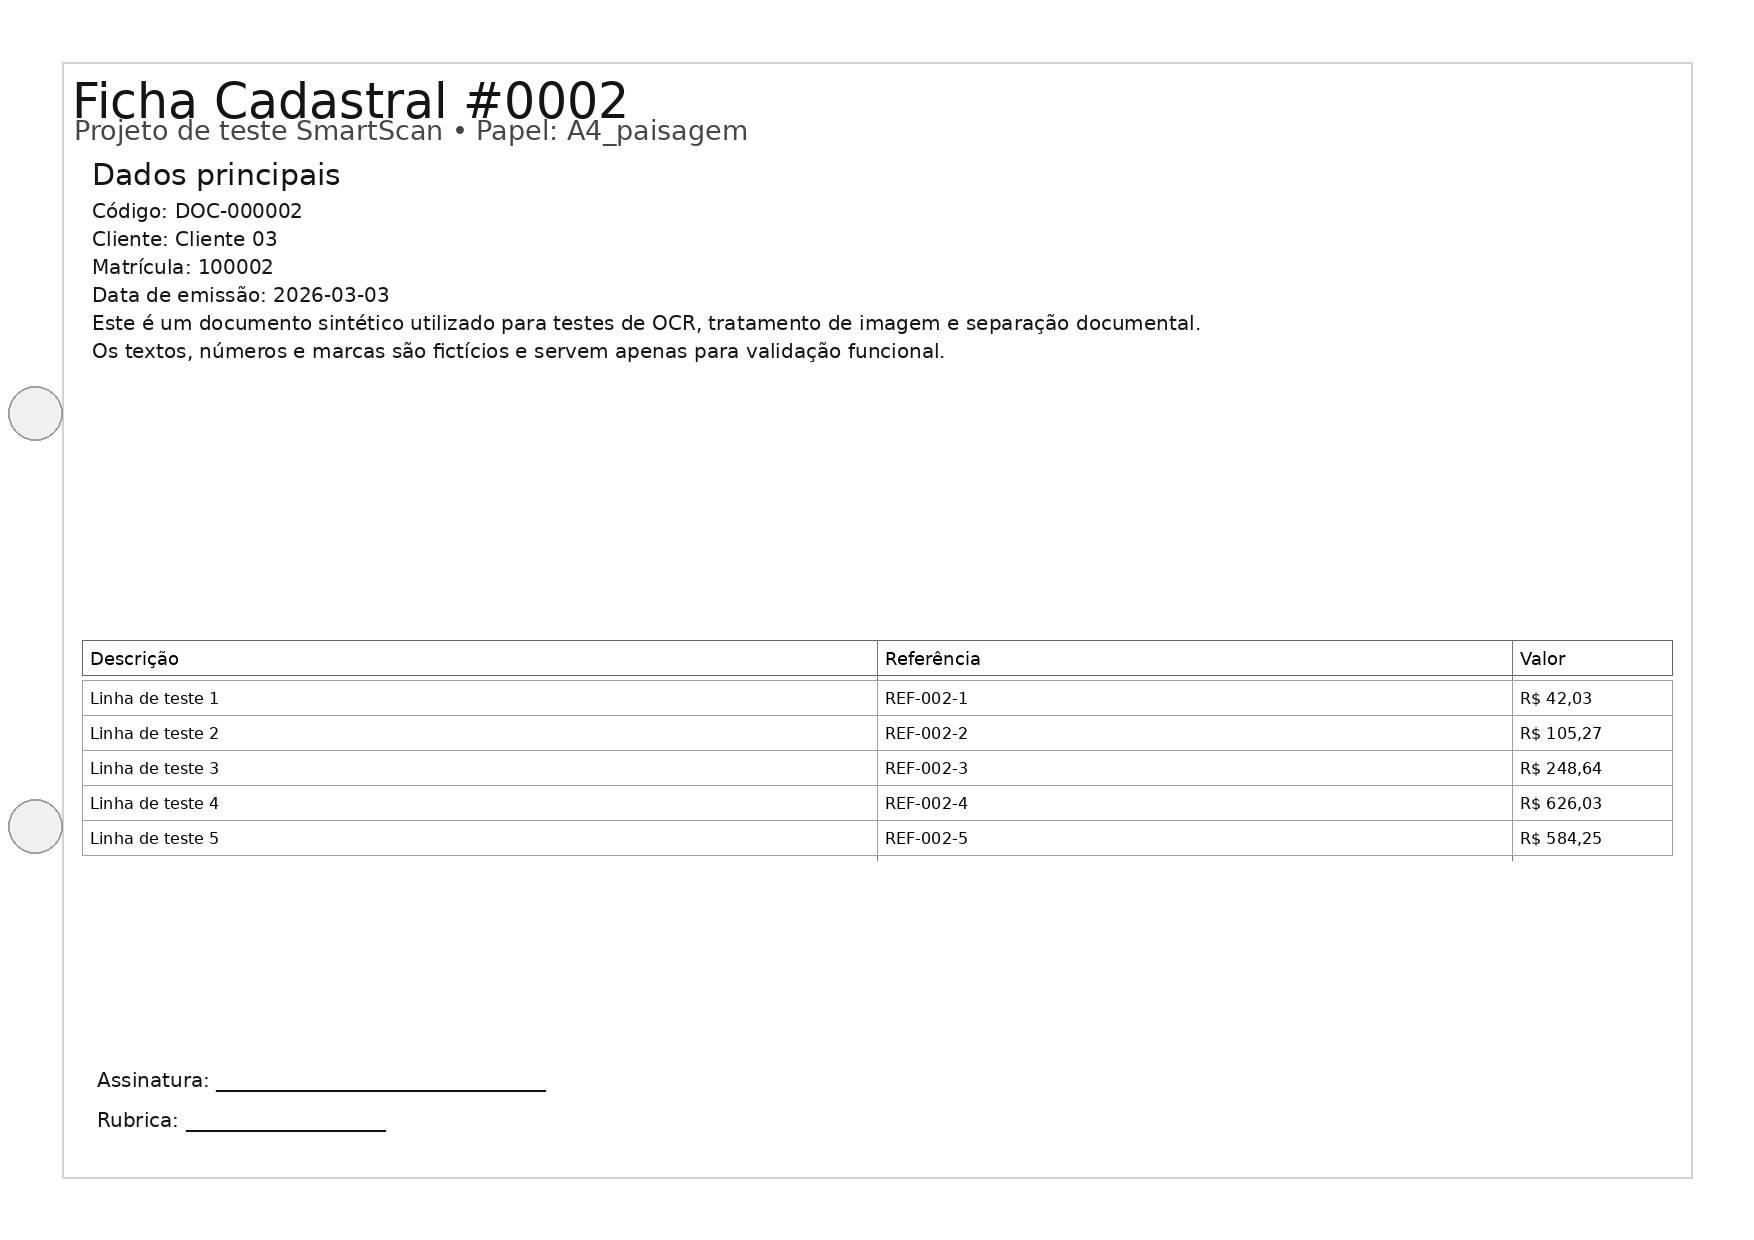 Ficha Cadastral #0002
Projeto de teste SmartScan • Papel: A4_paisagem
Dados principais
Código: DOC-000002
Cliente: Cliente 03
Matrícula: 100002
Data de emissão: 2026-03-03
Este é um documento sintético utilizado para testes de OCR, tratamento de imagem e separação documental.
Os textos, números e marcas são fictícios e servem apenas para validação funcional.
Descrição Referência Valor
Linha de teste 1 REF-002-1 R$ 42,03
Linha de teste 2 REF-002-2 R$ 105,27
Linha de teste 3 REF-002-3 R$ 248,64
Linha de teste 4 REF-002-4 R$ 626,03
Linha de teste 5 REF-002-5 R$ 584,25
Assinatura: _________________________________
Rubrica: ____________________